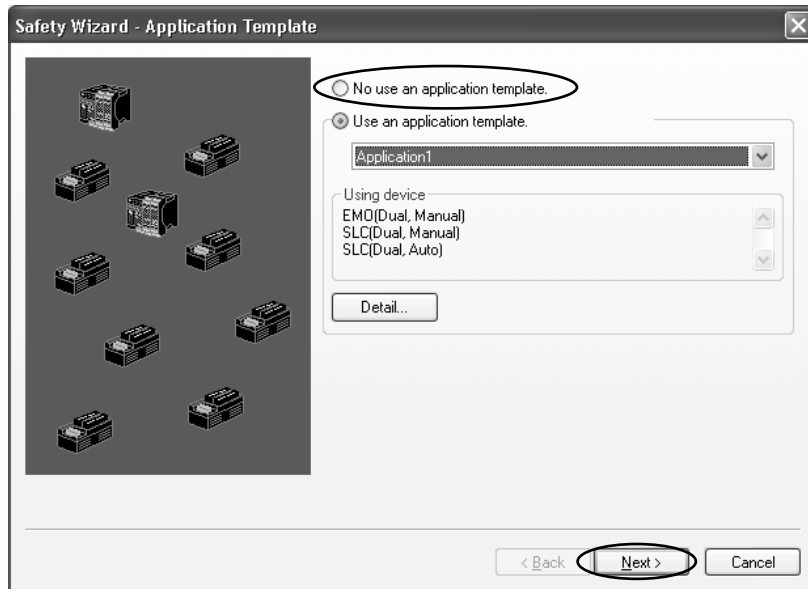 Safety Wizard - Application Template
No use an application template.
Use an application template.
Application1
Using device
EMO(Dual, Manual)
SLC(Dual, Manual)
SLC(Dual, Auto)
Detail...
< Back
Next >
Cancel